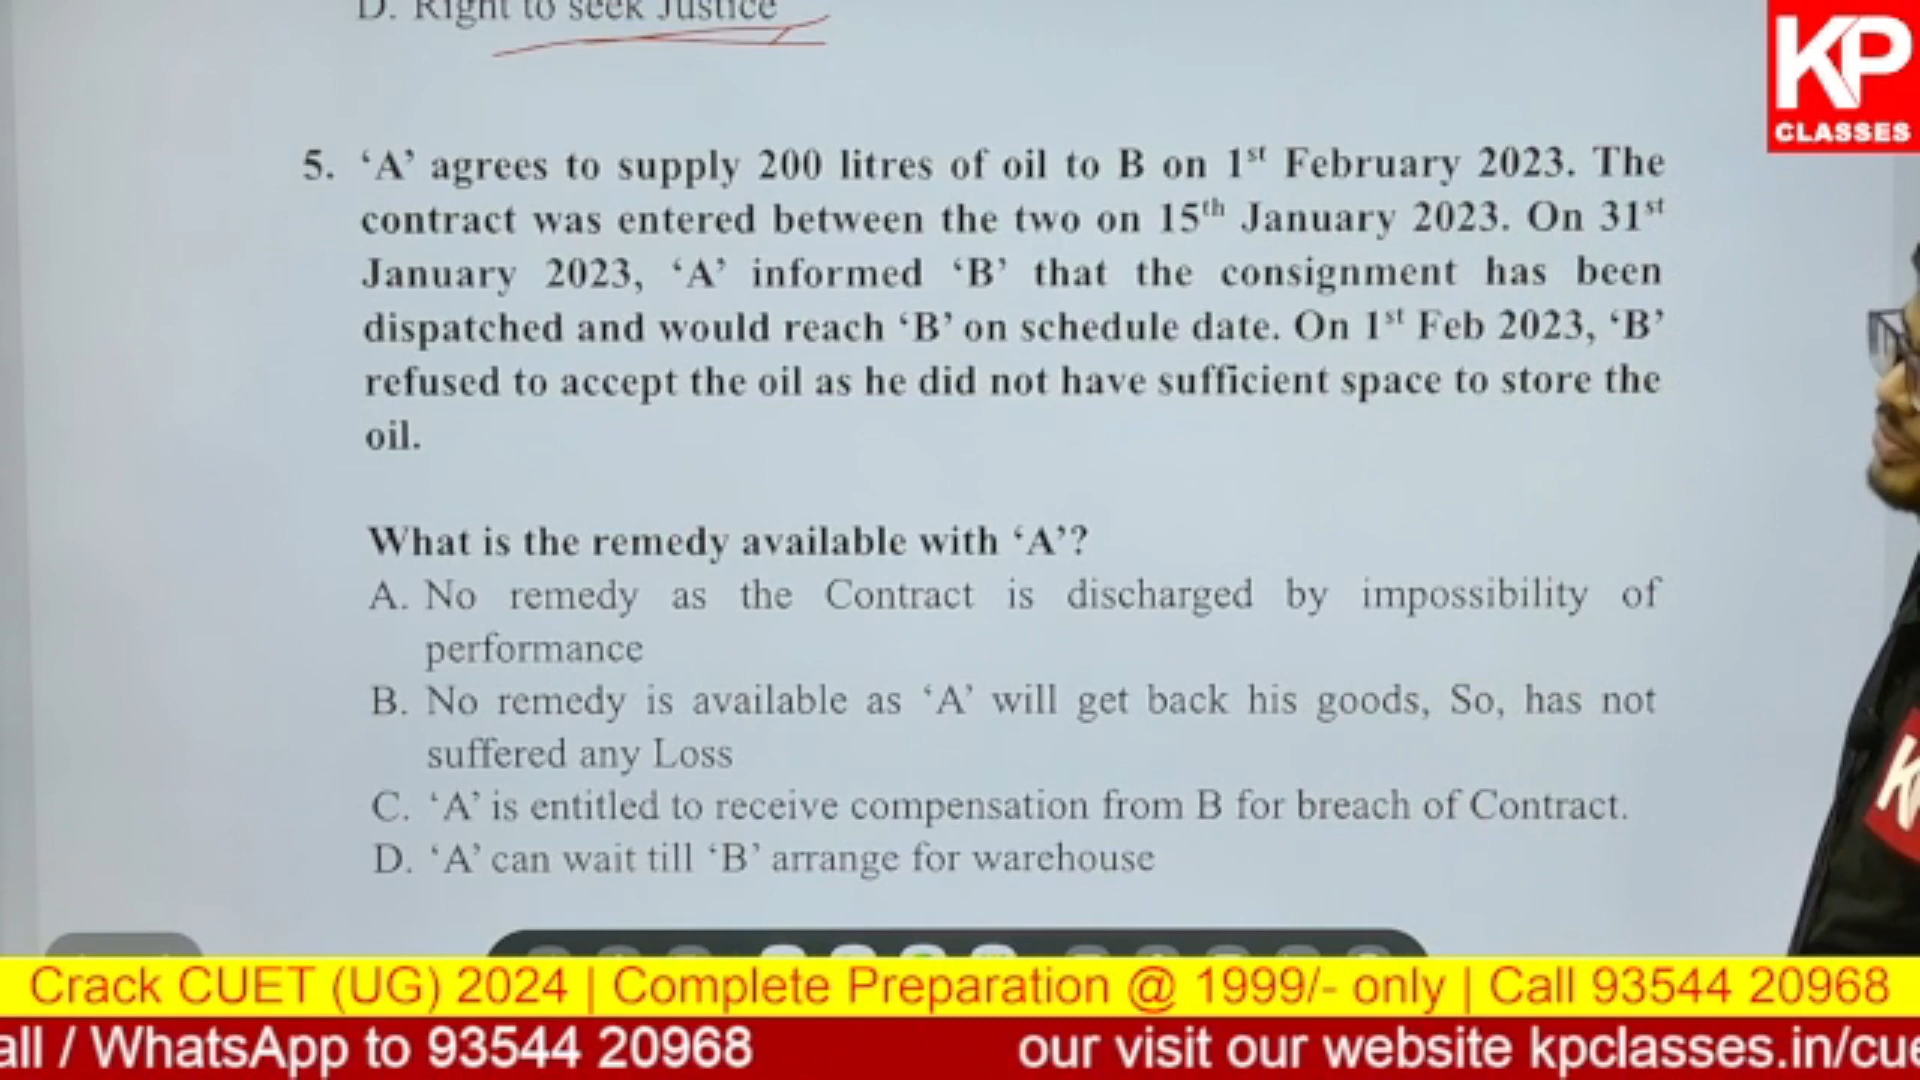 D. Right to seek Justice
KP
CLASSES
5. ‘A’ agrees to supply 200 litres of oil to B on 1st February 2023. The
contract was entered between the two on 15th January 2023. On 31st
January 2023, ‘A’ informed ‘B’ that the consignment has been
dispatched and would reach ‘B’ on schedule date. On 1st Feb 2023, ‘B’
refused to accept the oil as he did not have sufficient space to store the
oil.
What is the remedy available with ‘A’?
A. No remedy as the Contract is discharged by impossibility of
performance
B. No remedy is available as ‘A’ will get back his goods, So, has not
suffered any Loss
C. ‘A’ is entitled to receive compensation from B for breach of Contract.
D. ‘A’ can wait till ‘B’ arrange for warehouse
Crack CUET (UG) 2024 | Complete Preparation @ 1999/- only | Call 93544 20968
all / WhatsApp to 93544 20968 our visit our website kpclasses.in/cue